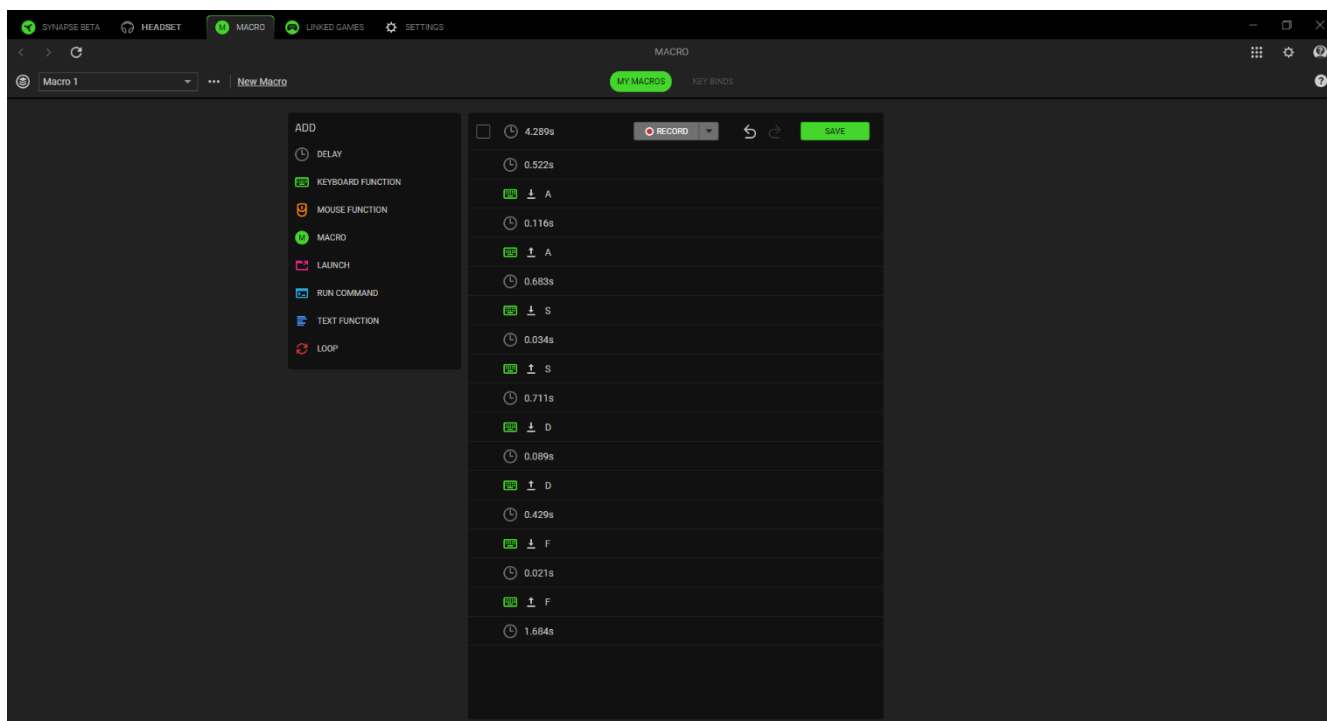 SYNAPSE BETA HEADSET M MACRO LINKED GAMES SETTINGS
MACRO
Macro 1 ••• New Macro MY MACROS KEY BINDS ?
ADD
DELAY
KEYBOARD FUNCTION
MOUSE FUNCTION
M MACRO
LAUNCH
RUN COMMAND
TEXT FUNCTION
LOOP
4.289s RECORD SAVE
0.522s
A
0.116s
A
0.683s
S
0.034s
S
0.711s
D
0.089s
D
0.429s
F
0.021s
F
1.684s